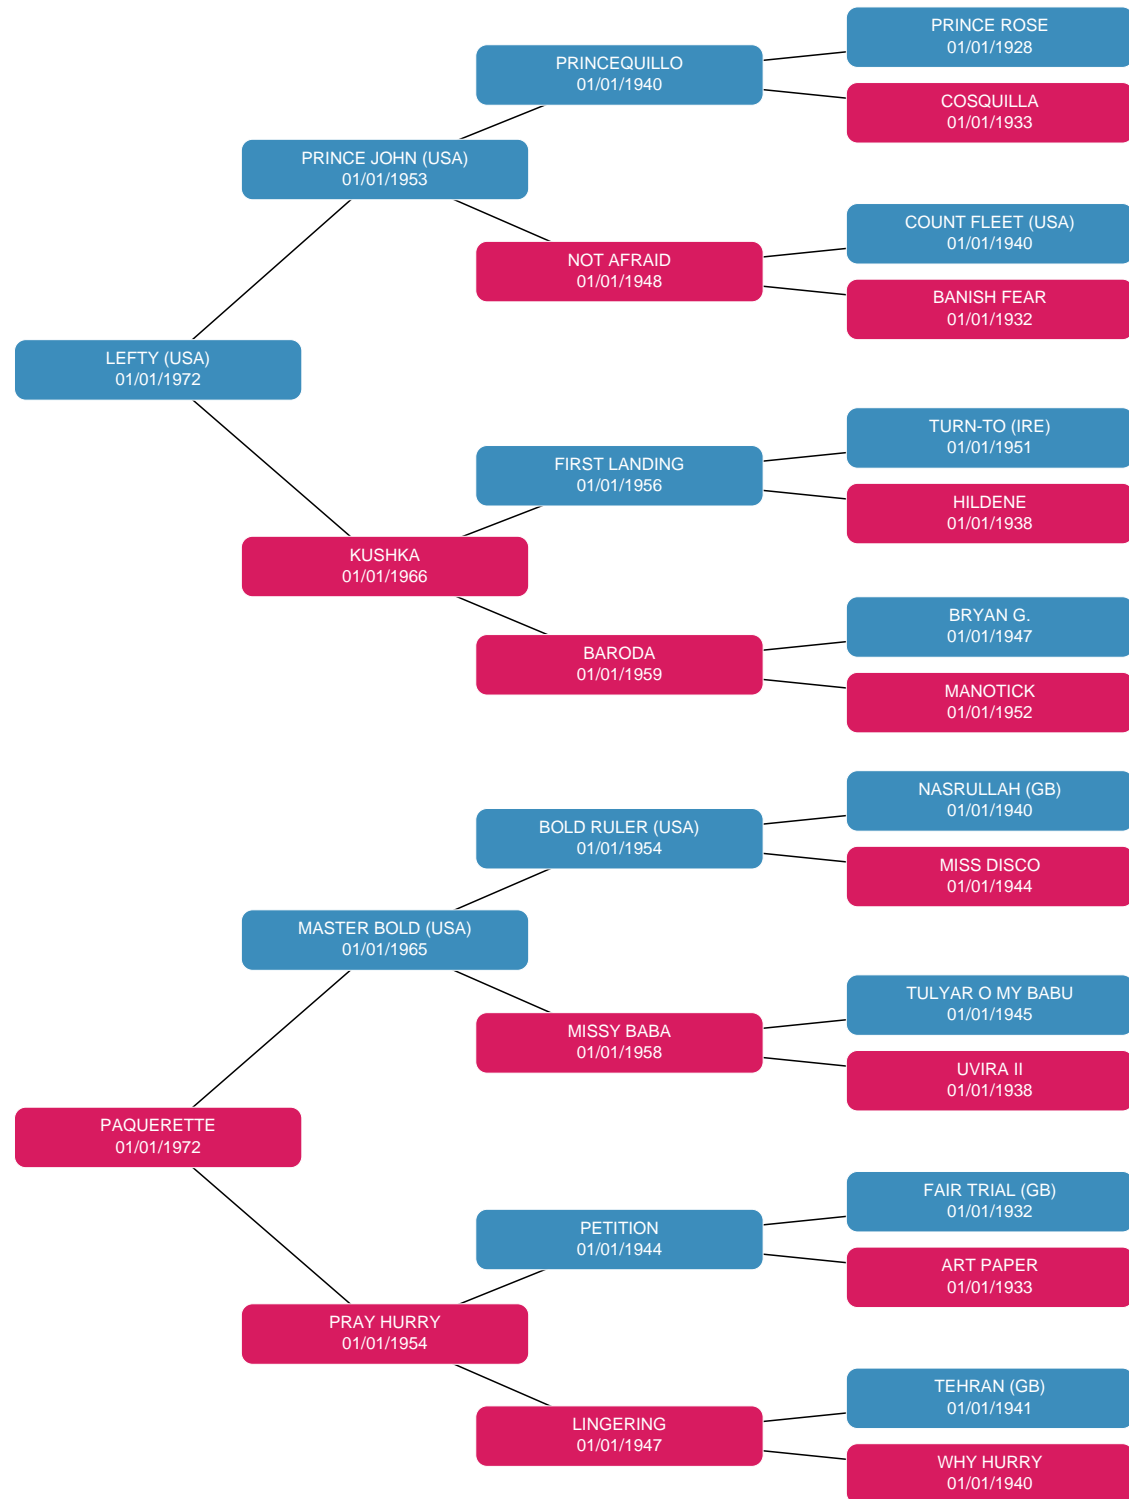 PRINCE ROSE
01/01/1928
PRINCEQUILLO
01/01/1940
COSQUILLA
01/01/1933
PRINCE JOHN (USA)
01/01/1953
COUNT FLEET (USA)
01/01/1940
NOT AFRAID
01/01/1948
BANISH FEAR
01/01/1932
LEFTY (USA)
01/01/1972
TURN-TO (IRE)
01/01/1951
FIRST LANDING
01/01/1956
HILDENE
01/01/1938
KUSHKA
01/01/1966
BRYAN G.
01/01/1947
BARODA
01/01/1959
MANOTICK
01/01/1952
NASRULLAH (GB)
01/01/1940
BOLD RULER (USA)
01/01/1954
MISS DISCO
01/01/1944
MASTER BOLD (USA)
01/01/1965
TULYAR O MY BABU
01/01/1945
MISSY BABA
01/01/1958
UVIRA II
01/01/1938
PAQUERETTE
01/01/1972
FAIR TRIAL (GB)
01/01/1932
PETITION
01/01/1944
ART PAPER
01/01/1933
PRAY HURRY
01/01/1954
TEHRAN (GB)
01/01/1941
LINGERING
01/01/1947
WHY HURRY
01/01/1940